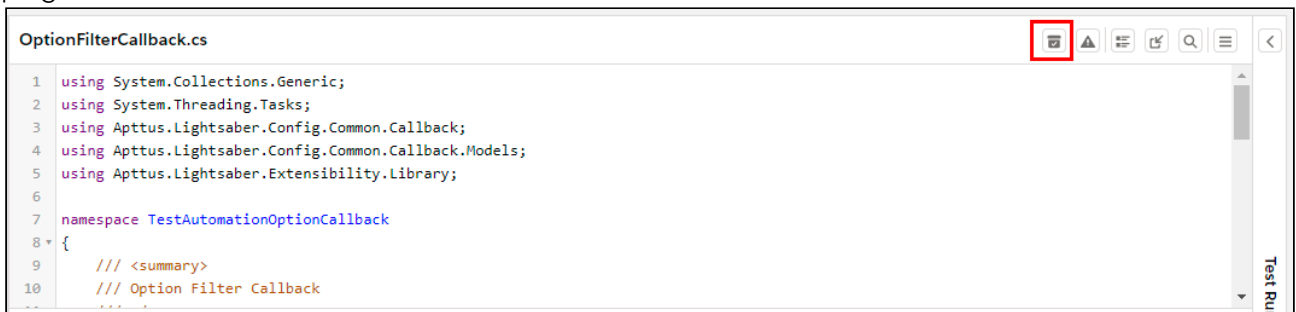 OptionFilterCallback.cs
1 using System.Collections.Generic;
2 using System.Threading.Tasks;
3 using Apttus.Lightsaber.Config.Common.Callback;
4 using Apttus.Lightsaber.Config.Common.Callback.Models;
5 using Apttus.Lightsaber.Extensibility.Library;
6
7 namespace TestAutomationOptionCallback
8 {
9 /// <summary>
10 /// Option Filter Callback
Test Ru